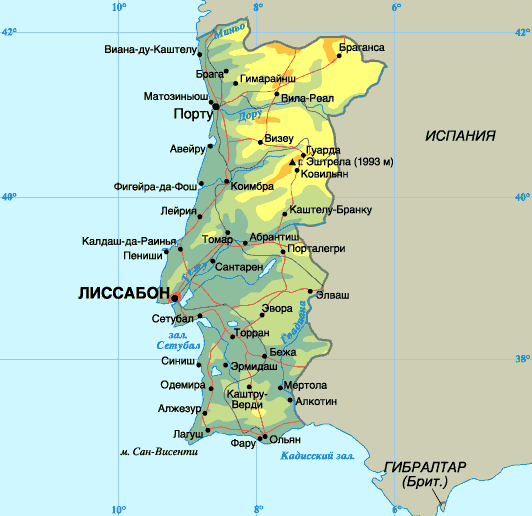 10° 8° 6°
42° 42°
Миньо
Виана-ду-Каштелу
Браганса
Брага
Гимарайнш
Матозиньюш
Вила-Реал
Порту
Дору
ИСПАНИЯ
Визеу
Авейру
Гуарда
г. Эштрела (1993 м)
Ковильян
Фигейра-да-Фош
Коимбра
40° 40°
Лейрия
Каштелу-Бранку
Калдаш-да-Раинья
Томар
Абрантиш
Пениши
Порталегри
Тежу
Сантарен
ЛИССАБОН
Элваш
Эвора
Сетубал
Гвадиана
зал.
Сетубал
Торран
Бежа
38° 38°
Синиш
Эрмидаш
Одемира
Каштру-
Верди
Мертола
Алжезур
Алкотин
Лагуш
Фару
Ольян
м. Сан-Висенти
Кадисский зал.
ГИБРАЛТАР
(Брит.)
10° 8° 6°